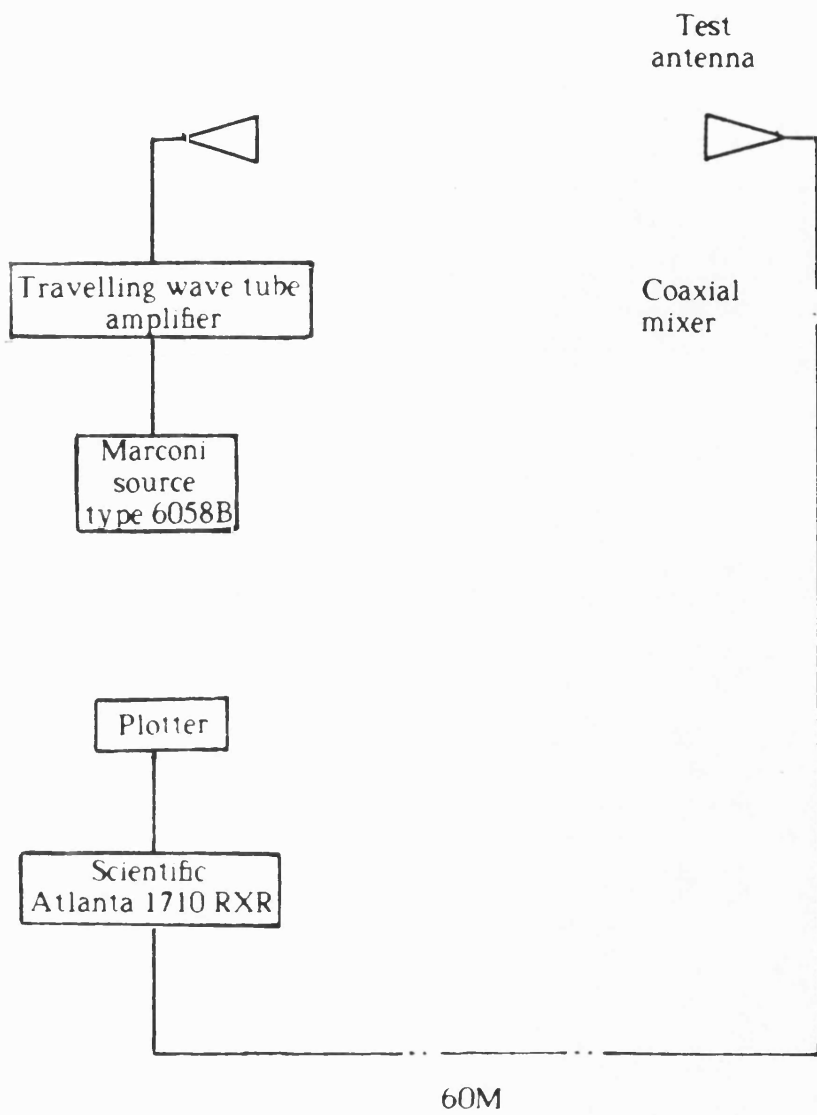 Test
antenna
Travelling wave tube
amplifier
Coaxial
mixer
Marconi
source
type 6058B
Plotter
Scientific
Atlanta 1710 RXR
60M